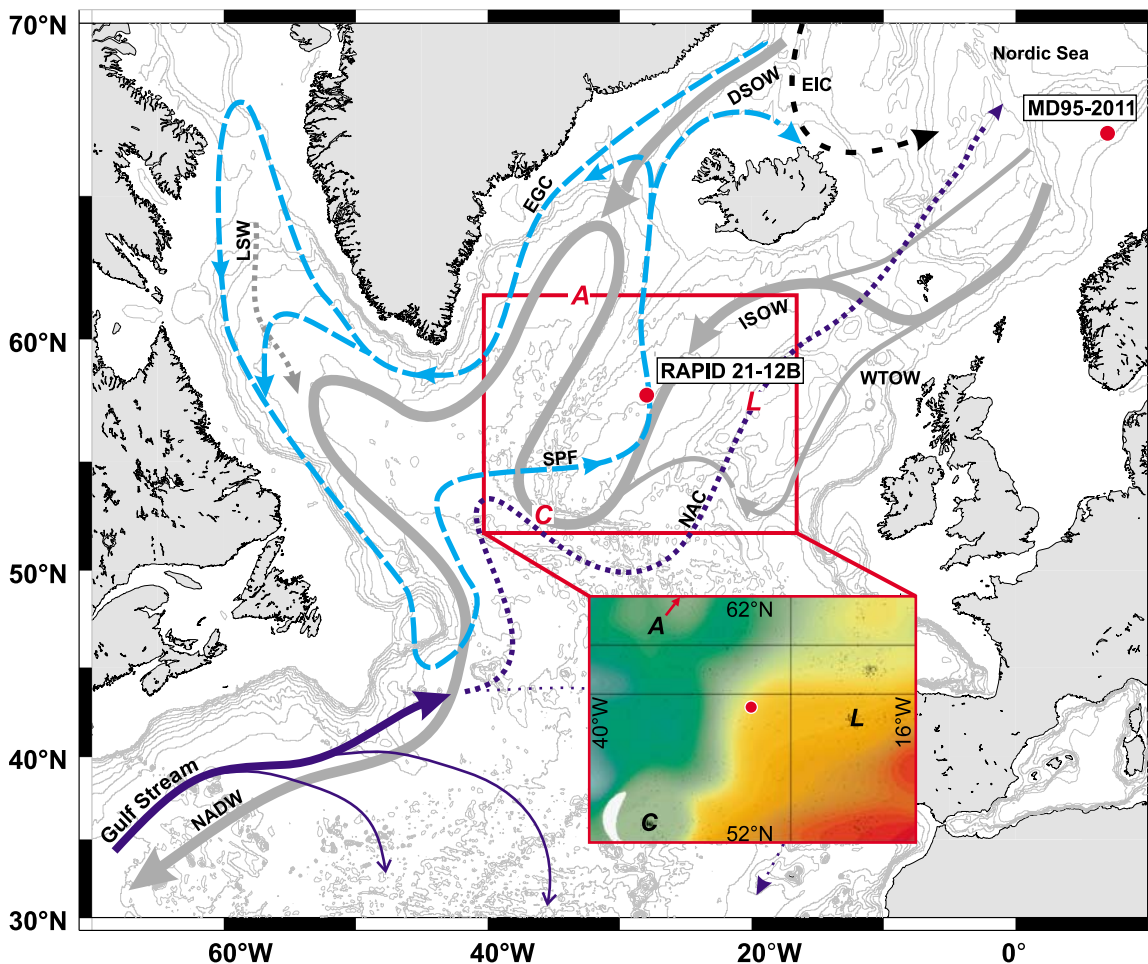 70°N
Nordic Sea
DSOW
EIC
MD95-2011
EGC
LSW
A
ISOW
60°N
RAPID 21-12B
L
WTOW
SPF
NAC
C
50°N
62°N
A
40°W
L
16°W
C
52°N
40°N
Gulf Stream
NADW
30°N
60°W
40°W
20°W
0°